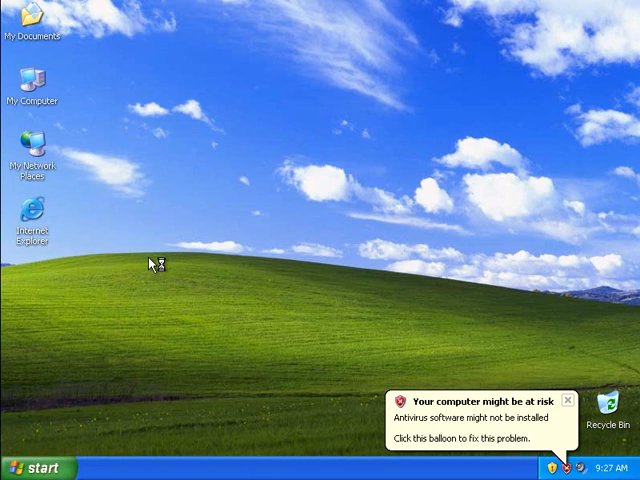 My Documents
My Computer
My Network
Places
Internet
Explorer
Your computer might be at risk
Antivirus software might not be installed
Click this balloon to fix this problem.
Recycle Bin
start
9:27 AM